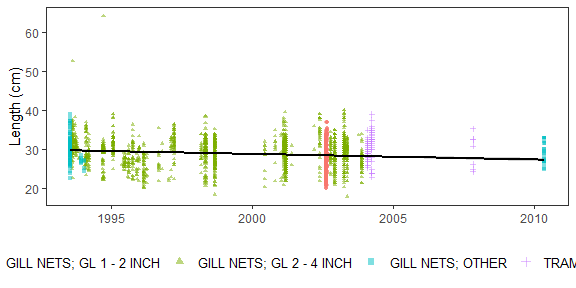 60
50
40
30
20
Length (cm)
1995 2000 2005 2010
GILL NETS; GL 1 - 2 INCH GILL NETS; GL 2 - 4 INCH GILL NETS; OTHER TRAM